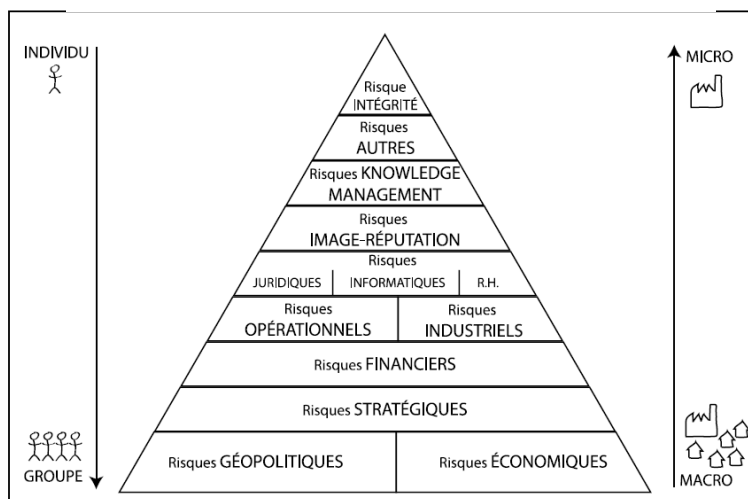 INDIVIDU
MICRO
Risque
INTÉGRITÉ
Risques
AUTRES
Risques KNOWLEDGE
MANAGEMENT
Risques
IMAGE-RÉPUTATION
Risques
JURIDIQUES INFORMATIQUES R.H.
Risques
OPÉRATIONNELS
Risques
INDUSTRIELS
Risques FINANCIERS
Risques STRATÉGIQUES
Risques GÉOPOLITIQUES
Risques ÉCONOMIQUES
GROUPE
MACRO